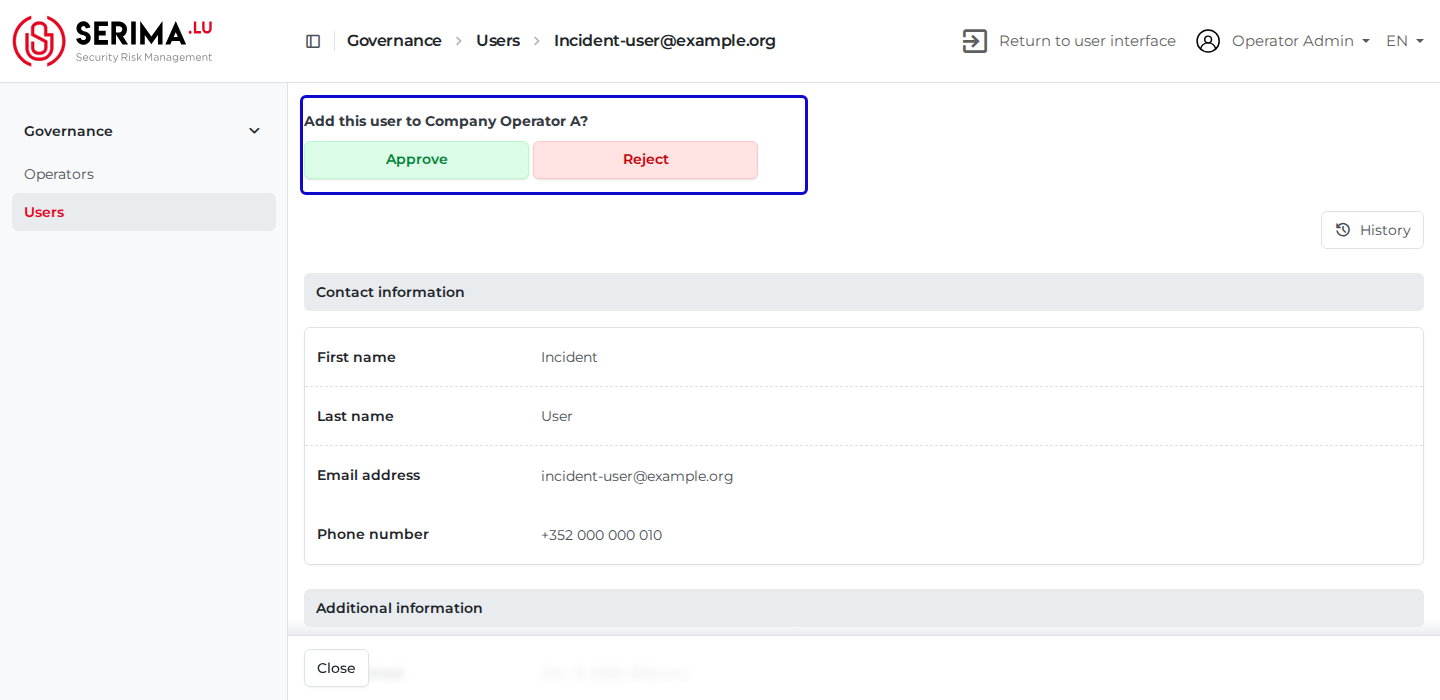 SERIMA.LU
Security Risk Management
Governance > Users > Incident-user@example.org
Return to user interface
Operator Admin
EN
Governance
Operators
Users
Add this user to Company Operator A?
Approve
Reject
History
Contact information
First name Incident
Last name User
Email address incident-user@example.org
Phone number +352 000 000 010
Additional information
Close